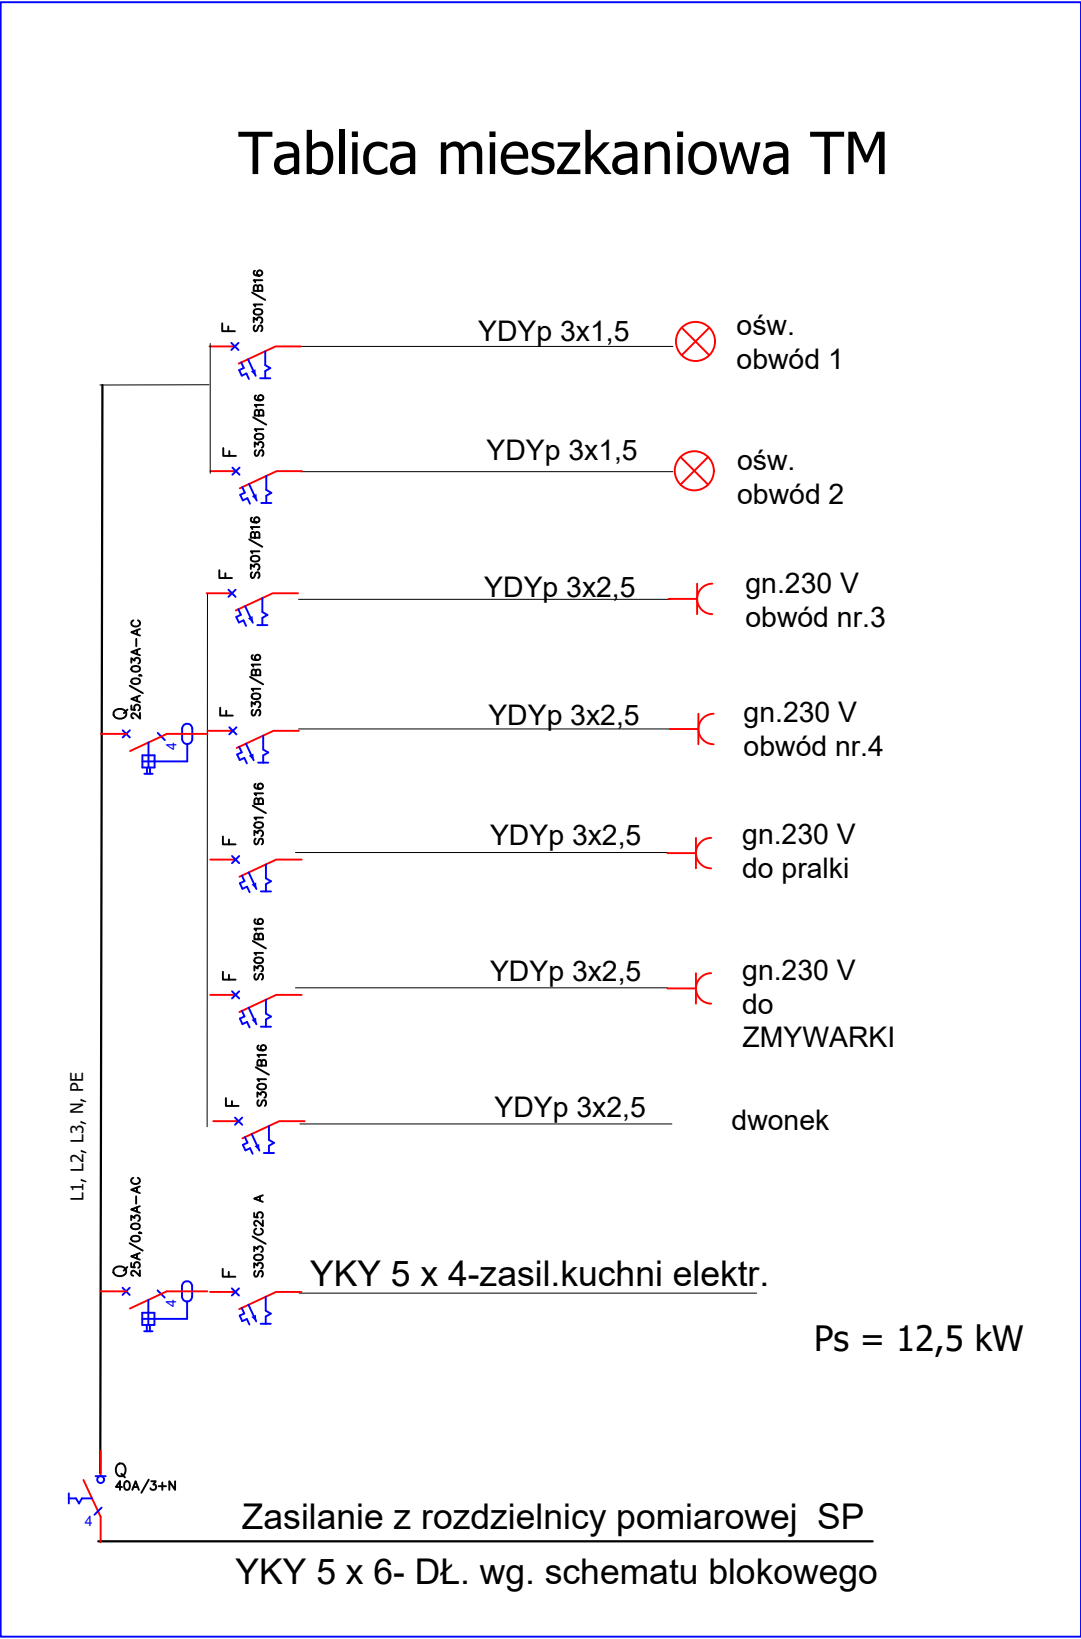 Tablica mieszkaniowa TM
F
S301/B16
YDYp 3x1,5
ośw.
obwód 1
F
S301/B16
YDYp 3x1,5
ośw.
obwód 2
F
S301/B16
YDYp 3x2,5
gn.230 V
obwód nr.3
Q
25A/0,03A-AC
4
F
S301/B16
YDYp 3x2,5
gn.230 V
obwód nr.4
F
S301/B16
YDYp 3x2,5
gn.230 V
do pralki
F
S301/B16
YDYp 3x2,5
gn.230 V
do
ZMYWARKI
F
S301/B16
YDYp 3x2,5
dwonek
L1, L2, L3, N, PE
Q
25A/0,03A-AC
4
F
S303/C25 A
YKY 5 x 4-zasil.kuchni elektr.
Ps = 12,5 kW
Q
40A/3+N
4
Zasilanie z rozdzielnicy pomiarowej  SP
YKY 5 x 6- DŁ. wg. schematu blokowego